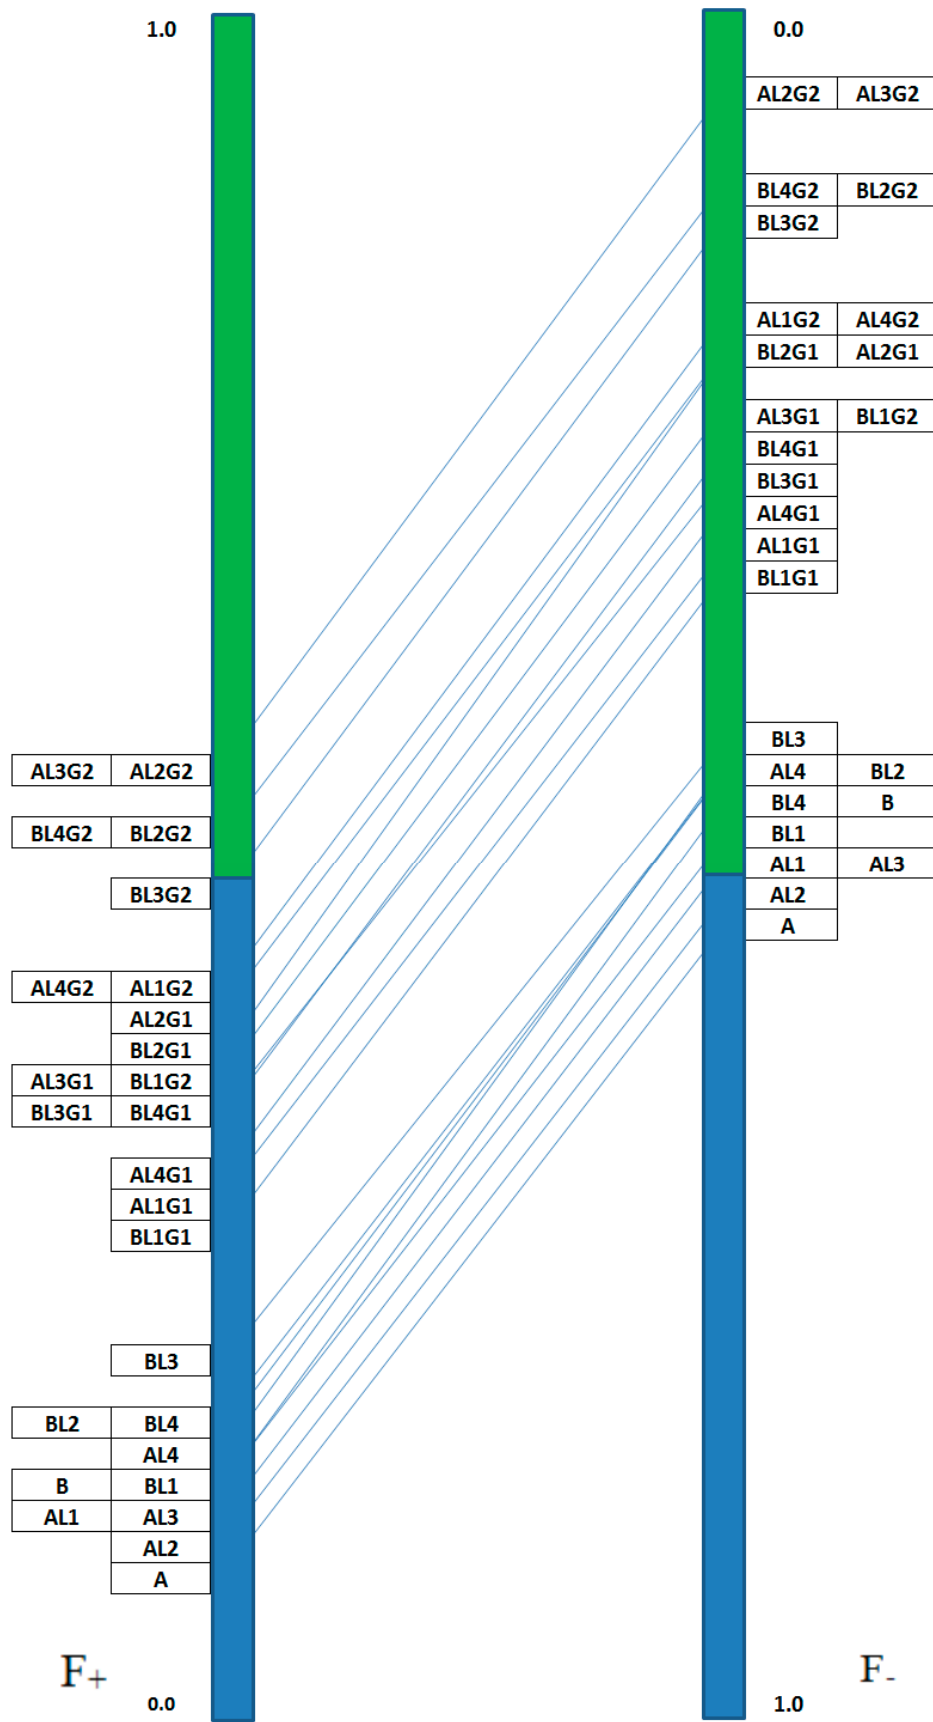 1.0 0.0
AL2G2 AL3G2
BL4G2 BL2G2
BL3G2
AL1G2 AL4G2
BL2G1 AL2G1
AL3G1 BL1G2
BL4G1
BL3G1
AL4G1
AL1G1
BL1G1
BL3
AL4 BL2
BL4 B
BL1
AL1 AL3
AL2
A
AL3G2 AL2G2
BL4G2 BL2G2
BL3G2
AL4G2 AL1G2
AL2G1
BL2G1
AL3G1 BL1G2
BL3G1 BL4G1
AL4G1
AL1G1
BL1G1
BL3
BL2 BL4
AL4
B BL1
AL1 AL3
AL2
A
F+ F-
0.0 1.0